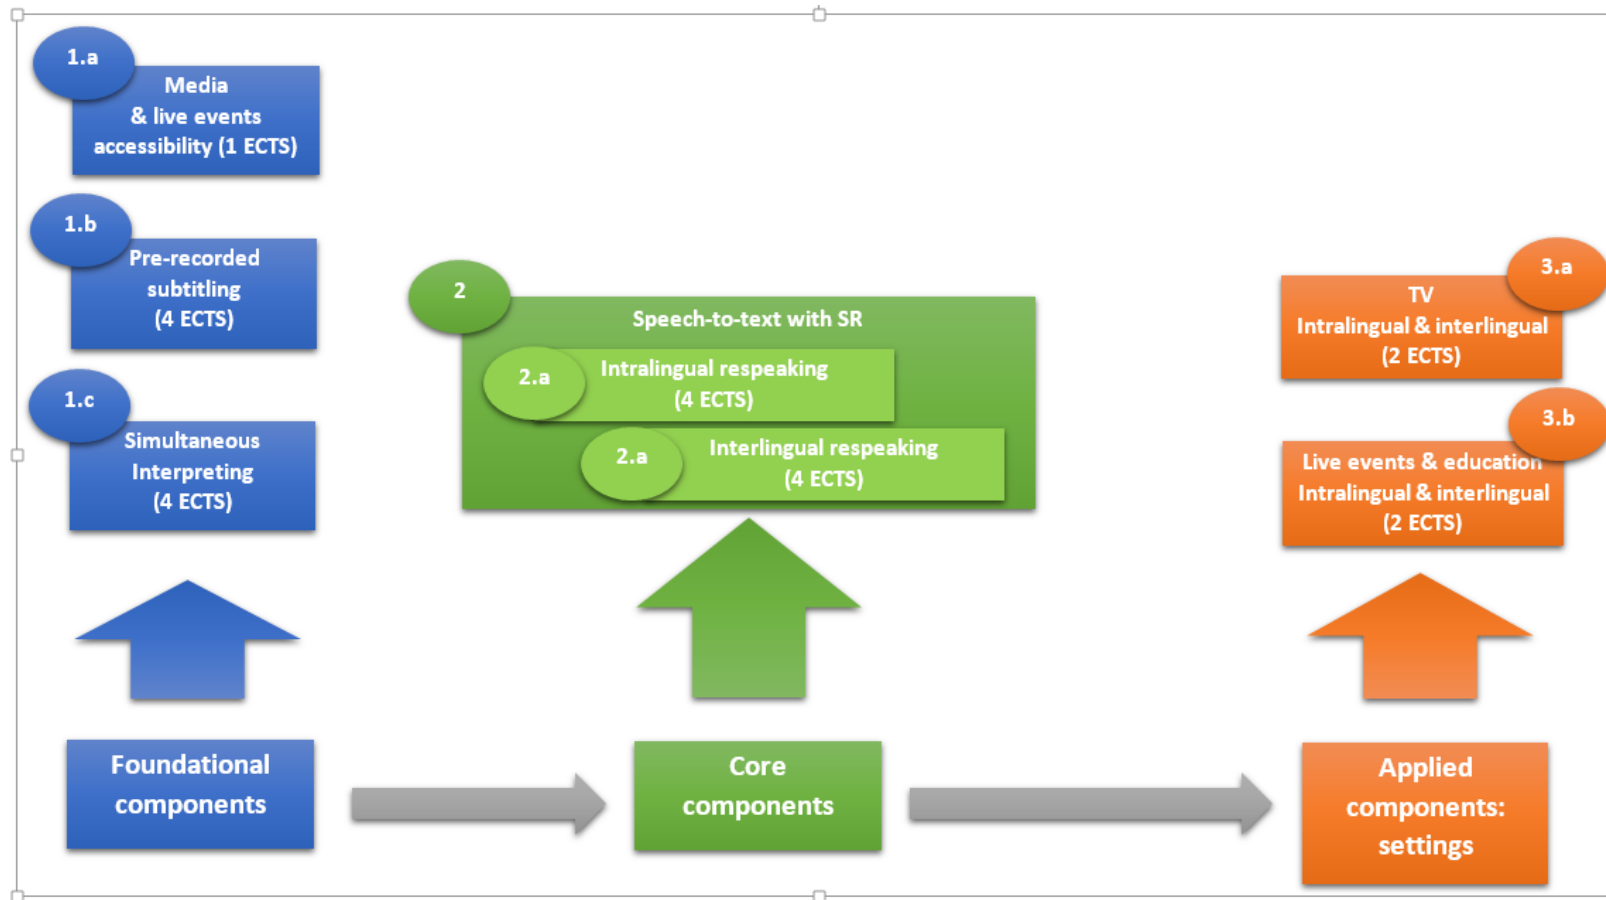 1.a
Media
& live events
accessibility (1 ECTS)
1.b
Pre-recorded
subtitling
(4 ECTS)
1.c
Simultaneous
Interpreting
(4 ECTS)
Foundational
components
2
Speech-to-text with SR
2.a
Intralingual respeaking
(4 ECTS)
2.a
Interlingual respeaking
(4 ECTS)
Core
components
3.a
TV
Intralingual & interlingual
(2 ECTS)
3.b
Live events & education
Intralingual & interlingual
(2 ECTS)
Applied
components:
settings